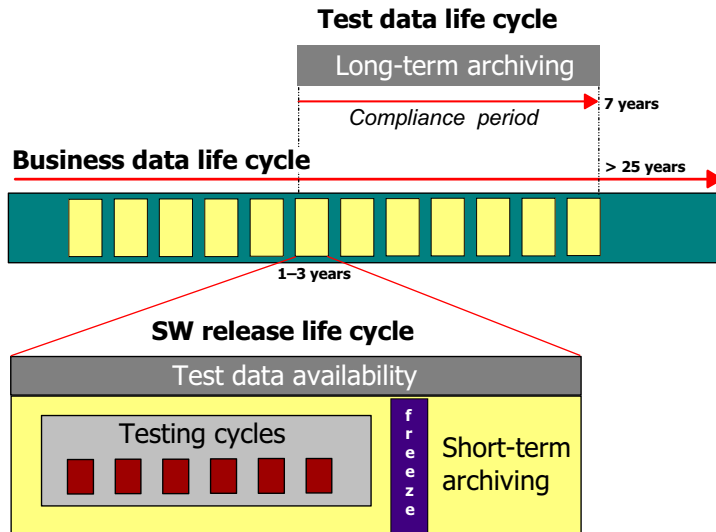 Test data life cycle
Long-term archiving
7 years
Compliance period
Business data life cycle
> 25 years
1–3 years
SW release life cycle
Test data availability
Testing cycles
freeze
Short-term
archiving